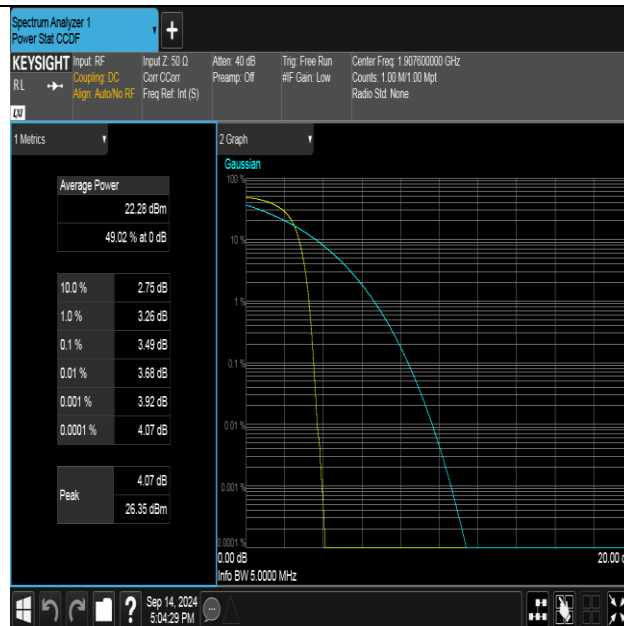 Spectrum Analyzer 1
Power Stat CCDF
+
KEYSIGHT Input: RF Input Z: 50 Ω Atten: 40 dB Trig: Free Run Center Freq: 1.907600000 GHz
RL Coupling: DC Corr CCorr Preamp: Off #IF Gain: Low Counts: 1.00 M/1.00 Mpt
Align: Auto/No RF Freq Ref: Int (S) Radio Std: None
LXI
1 Metrics
Average Power
22.28 dBm
49.02 % at 0 dB
10.0 % 2.75 dB
1.0 % 3.26 dB
0.1 % 3.49 dB
0.01 % 3.68 dB
0.001 % 3.92 dB
0.0001 % 4.07 dB
Peak 4.07 dB
26.35 dBm
2 Graph
Gaussian
100 %
10 %
1 %
0.1 %
0.01 %
0.001 %
0.0001 %
0.00 dB 20.00 d
Info BW 5.0000 MHz
? Sep 14, 2024
5:04:29 PM